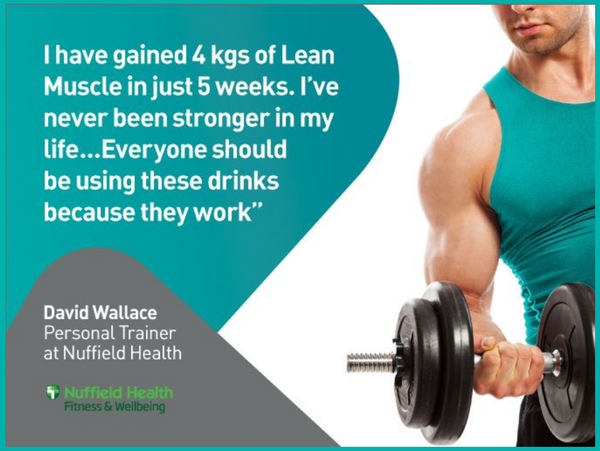 I have gained 4 kgs of Lean
Muscle in just 5 weeks. I’ve
never been stronger in my
life...Everyone should
be using these drinks
because they work”
David Wallace
Personal Trainer
at Nuffield Health
Nuffield Health
Fitness & Wellbeing